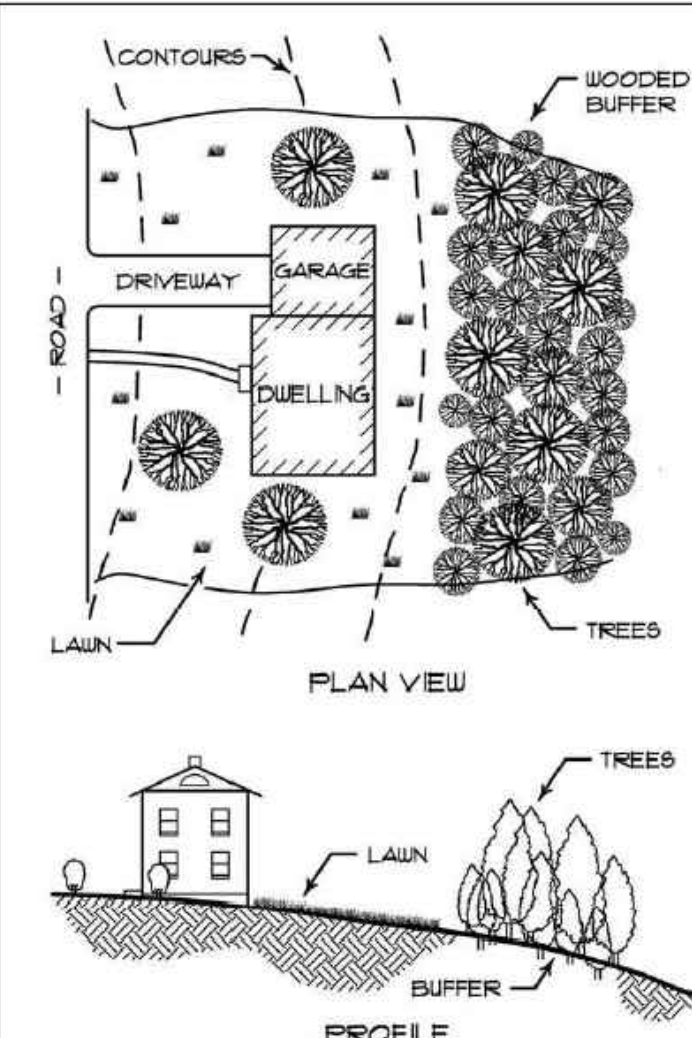 CONTOURS
WOODED
BUFFER
DRIVEWAY
GARAGE
- ROAD -
DWELLING
LAWN
TREES
PLAN VIEW
TREES
LAWN
BUFFER
PROFILE